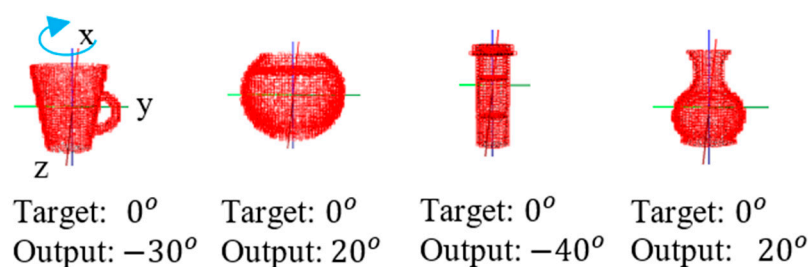 x
y
z
Target: 0° Target: 0° Target: 0° Target: 0°
Output: −30° Output: 20° Output: −40° Output: 20°